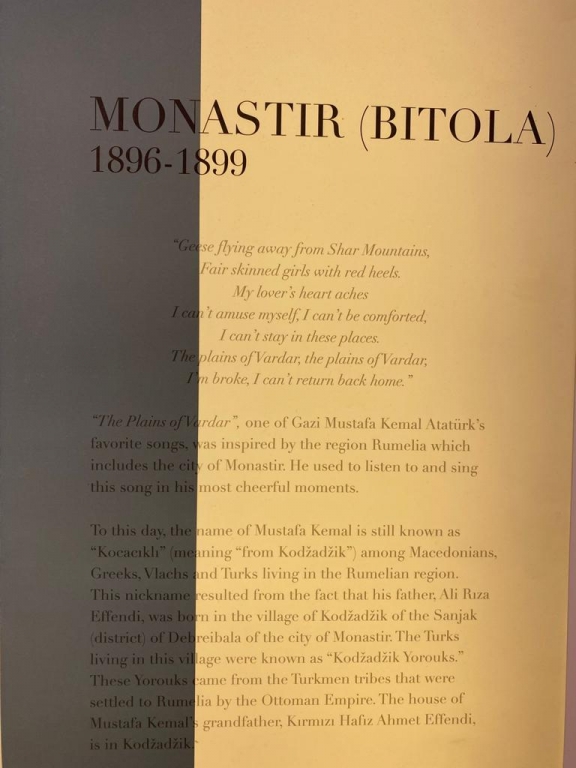 MONASTIR (BITOLA)
1896-1899
“Geese flying away from Shar Mountains,
Fair skinned girls with red heels.
My lover’s heart aches
I can’t amuse myself, I can’t be comforted,
I can’t stay in these places.
The plains of Vardar, the plains of Vardar,
I’m broke, I can’t return back home.”
“The Plains of Vardar”, one of Gazi Mustafa Kemal Atatürk’s
favorite songs, was inspired by the region Rumelia which
includes the city of Monastir. He used to listen to and sing
this song in his most cheerful moments.
To this day, the name of Mustafa Kemal is still known as
“Kocacıklı” (meaning “from Kodžadžik”) among Macedonians,
Greeks, Vlachs and Turks living in the Rumelian region.
This nickname resulted from the fact that his father, Ali Rıza
Effendi, was born in the village of Kodžadžik of the Sanjak
(district) of Debreibala of the city of Monastir. The Turks
living in this village were known as “Kodžadžik Yorouks.”
These Yorouks came from the Turkmen tribes that were
settled to Rumelia by the Ottoman Empire. The house of
Mustafa Kemal’s grandfather, Kırmızı Hafız Ahmet Effendi,
is in Kodžadžik.